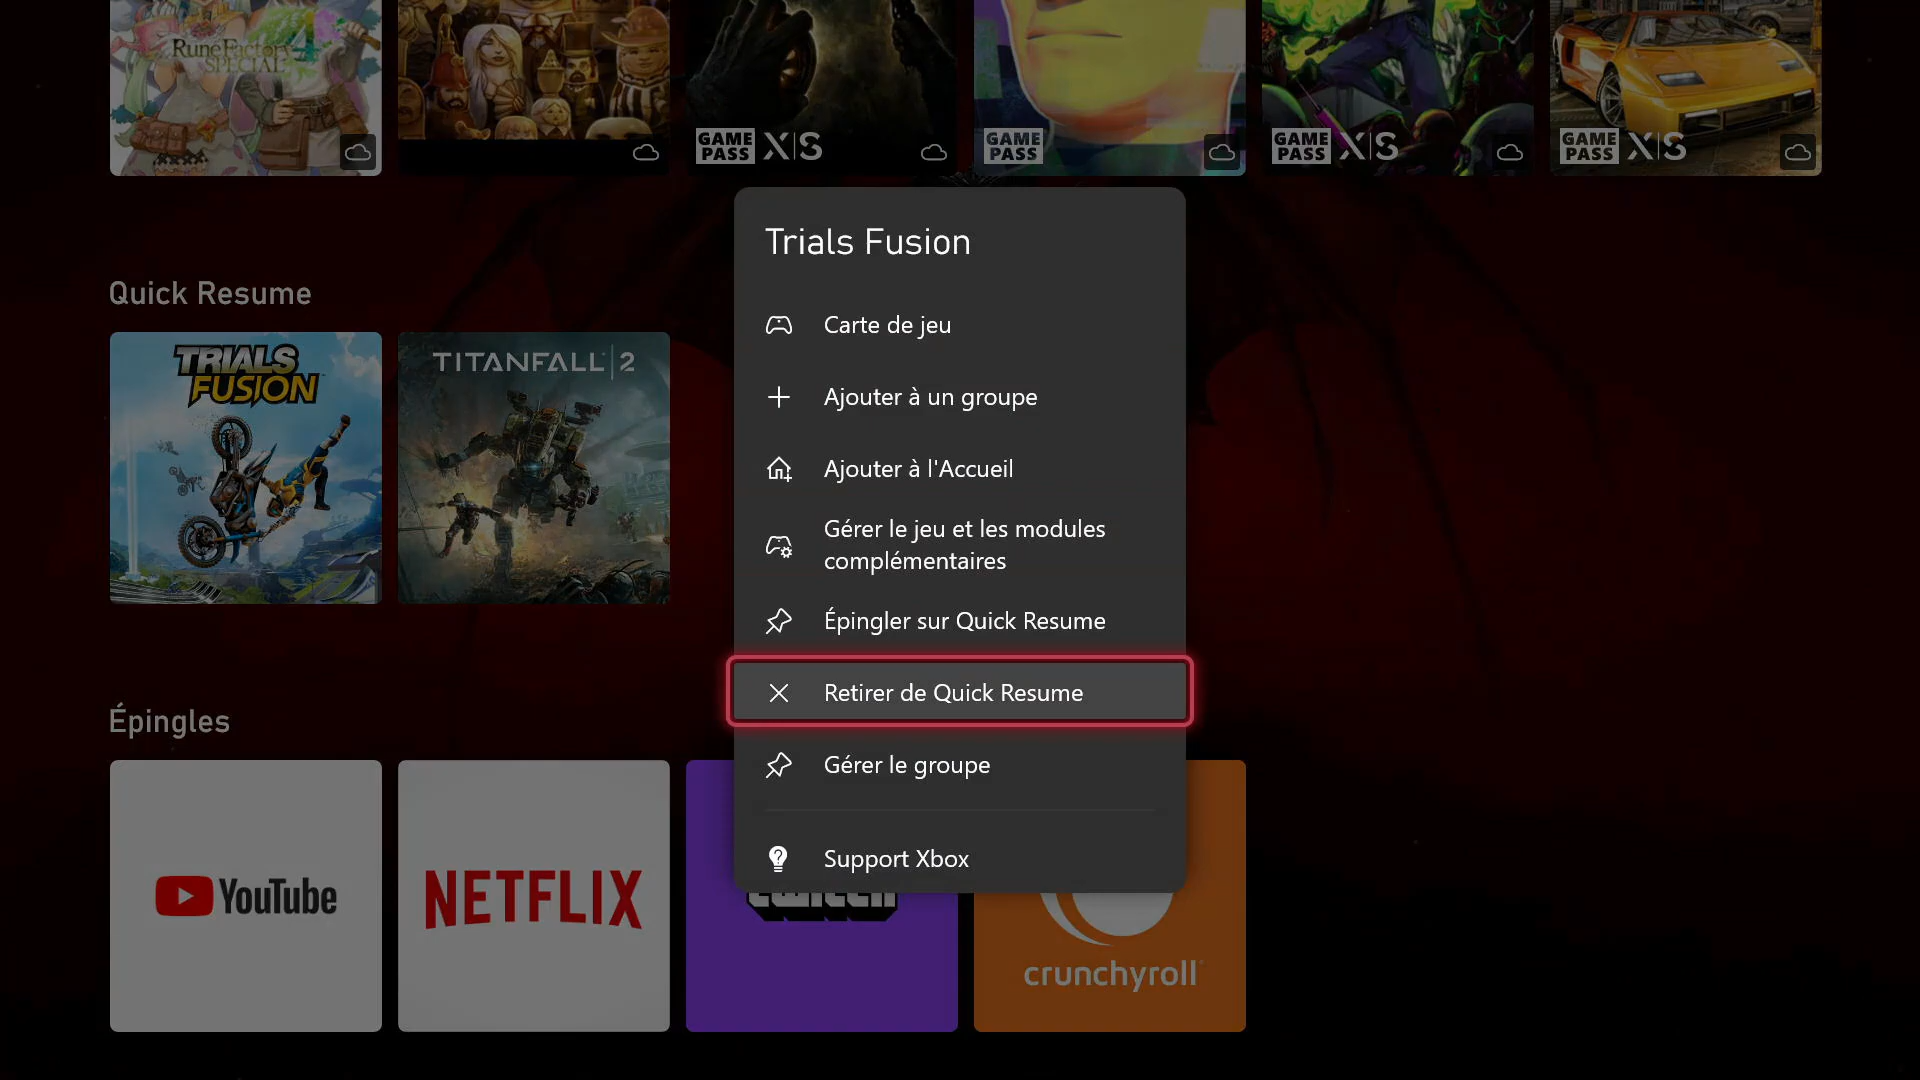 Rune Factory 4
SPECIAL
GAME
PASS X|S
GAME
PASS
GAME
PASS X|S
GAME
PASS X|S
Quick Resume
TRIALS
FUSION
TITANFALL 2
Trials Fusion
Carte de jeu
Ajouter à un groupe
Ajouter à l'Accueil
Gérer le jeu et les modules
complémentaires
Épingler sur Quick Resume
Retirer de Quick Resume
Gérer le groupe
Support Xbox
Épingles
YouTube
NETFLIX
twitch
crunchyroll